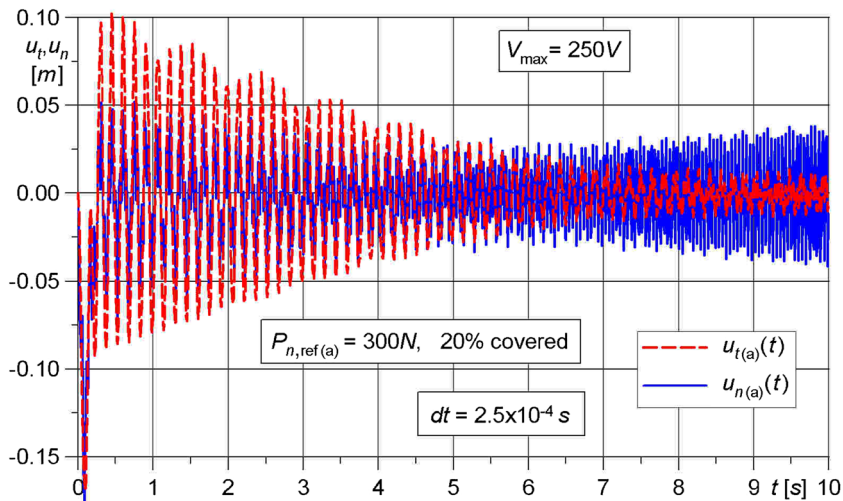 0.10
u_t,u_n
[m]
0.05
0.00
-0.05
-0.10
-0.15
V_max = 250V
P_n,ref(a) = 300N, 20% covered
dt = 2.5x10⁻⁴ s
u_t(a)(t)
u_n(a)(t)
0 1 2 3 4 5 6 7 8 9 t [s] 10